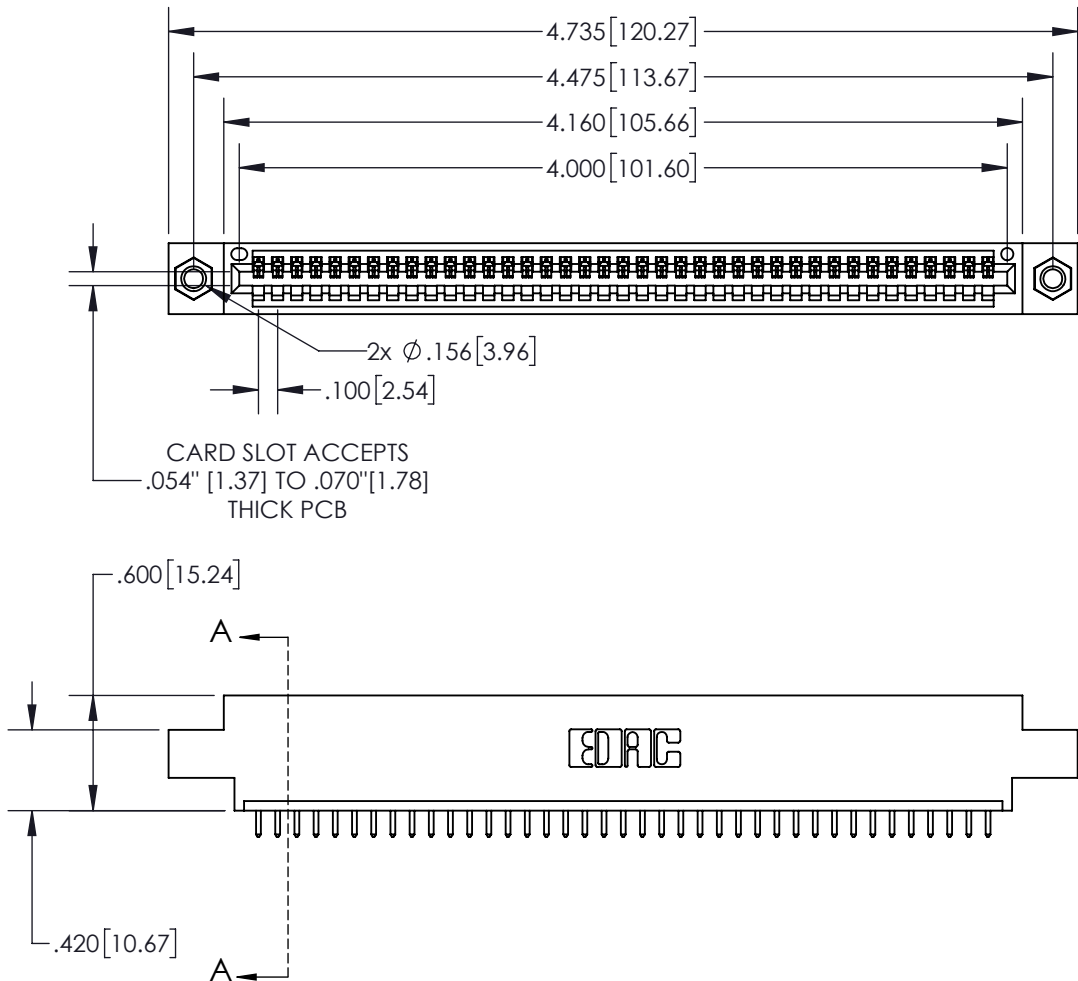 4.735[120.27]
4.475[113.67]
4.160[105.66]
4.000[101.60]
2x Ø.156[3.96]
.100[2.54]
CARD SLOT ACCEPTS
.054" [1.37] TO .070"[1.78]
THICK PCB
.600[15.24]
A
EDAC
.420[10.67]
A